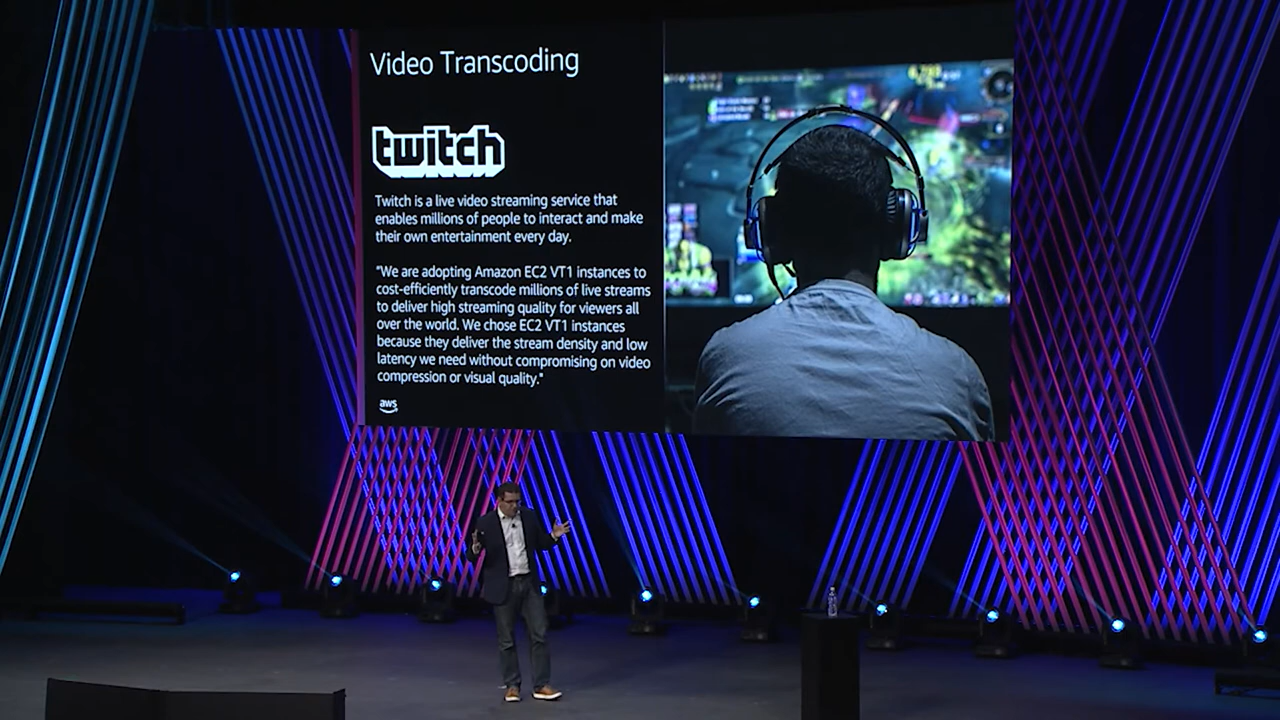 Video Transcoding
twitch
Twitch is a live video streaming service that
enables millions of people to interact and make
their own entertainment every day.
"We are adopting Amazon EC2 VT1 instances to
cost-efficiently transcode millions of live streams
to deliver high streaming quality for viewers all
over the world. We chose EC2 VT1 instances
because they deliver the stream density and low
latency we need without compromising on video
compression or visual quality."
aws